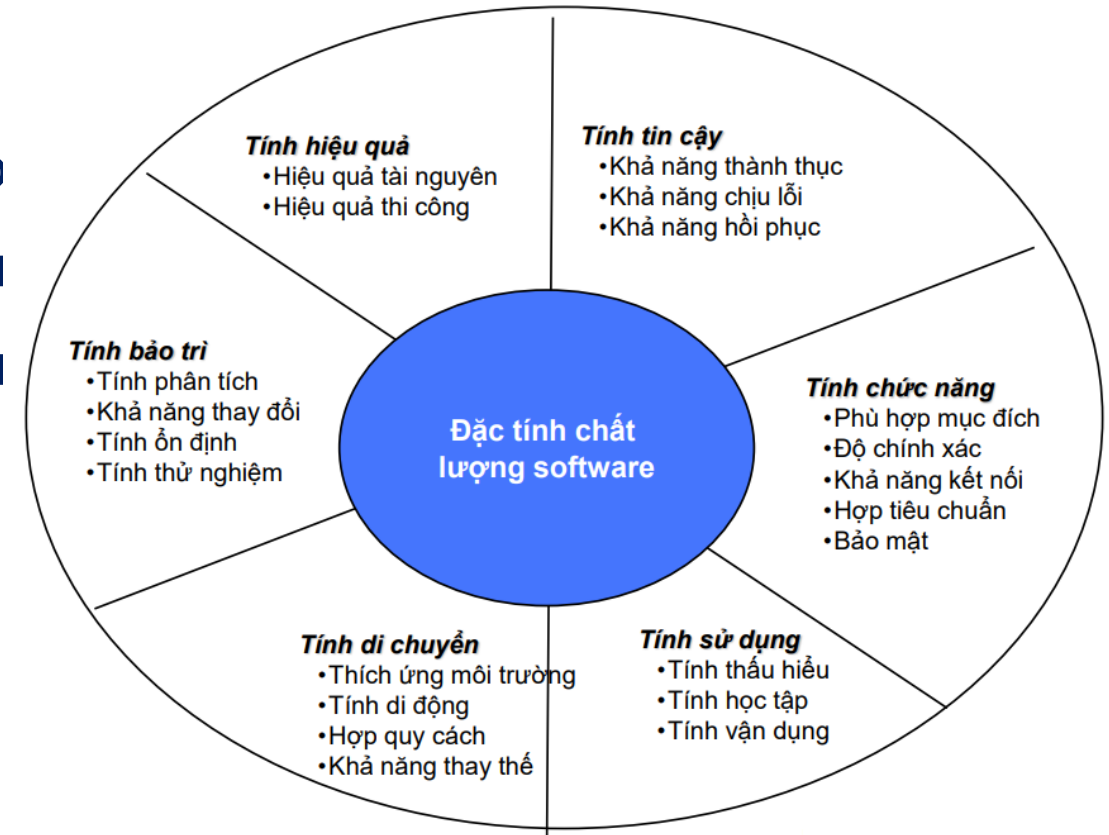 Tính hiệu quả
•Hiệu quả tài nguyên
•Hiệu quả thi công
Tính tin cậy
•Khả năng thành thục
•Khả năng chịu lỗi
•Khả năng hồi phục
Tính bảo trì
•Tính phân tích
•Khả năng thay đổi
•Tính ổn định
•Tính thử nghiệm
Đặc tính chất
lượng software
Tính chức năng
•Phù hợp mục đích
•Độ chính xác
•Khả năng kết nối
•Hợp tiêu chuẩn
•Bảo mật
Tính di chuyển
•Thích ứng môi trường
•Tính di động
•Hợp quy cách
•Khả năng thay thế
Tính sử dụng
•Tính thấu hiểu
•Tính học tập
•Tính vận dụng